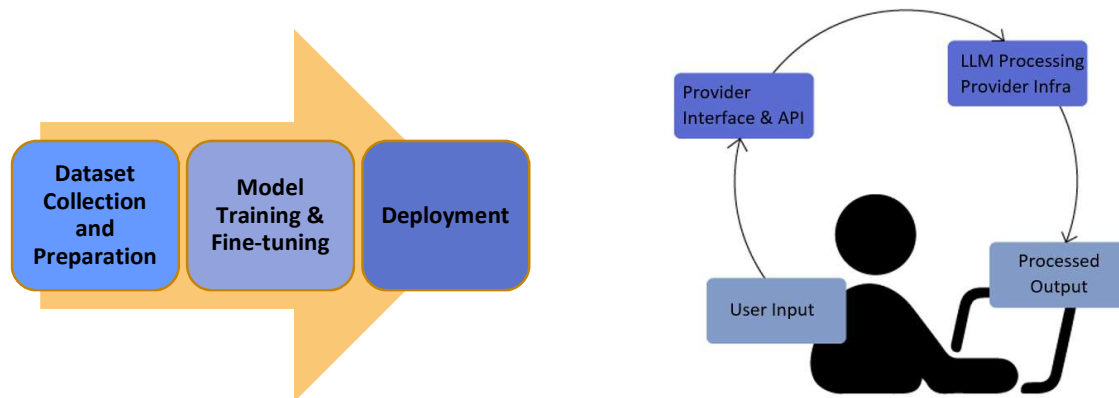 Dataset
Collection
and
Preparation
Model
Training &
Fine-tuning
Deployment
Provider
Interface & API
LLM Processing
Provider Infra
User Input
Processed
Output